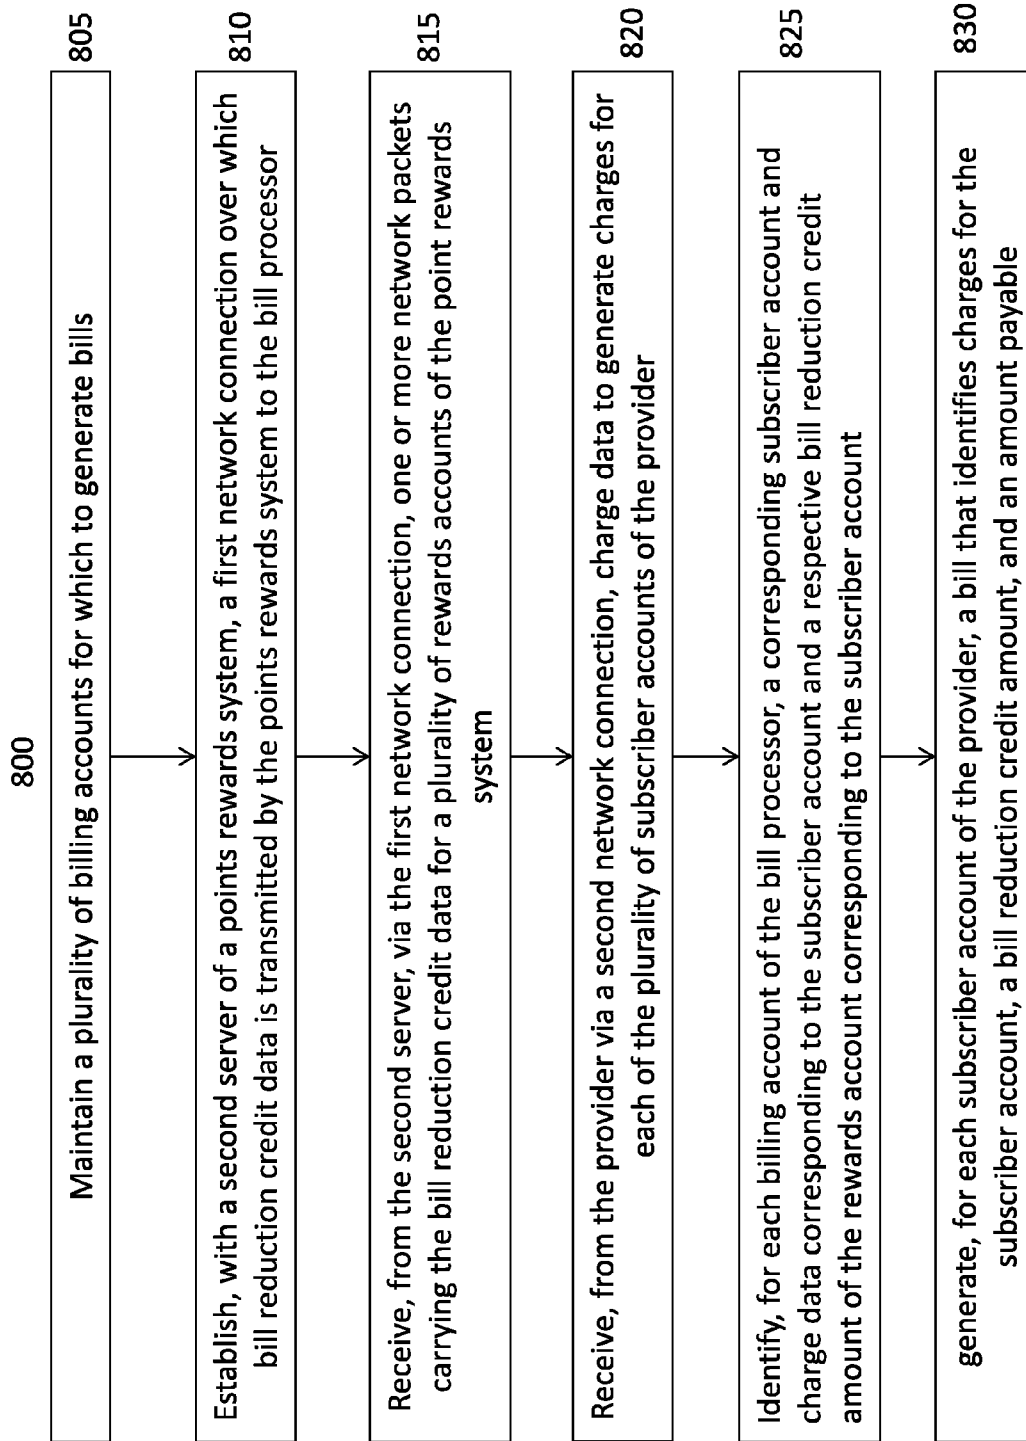 800
Maintain a plurality of billing accounts for which to generate bills
805
Establish, with a second server of a points rewards system, a first network connection over which
bill reduction credit data is transmitted by the points rewards system to the bill processor
810
Receive, from the second server, via the first network connection, one or more network packets
carrying the bill reduction credit data for a plurality of rewards accounts of the point rewards
system
815
Receive, from the provider via a second network connection, charge data to generate charges for
each of the plurality of subscriber accounts of the provider
820
Identify, for each billing account of the bill processor, a corresponding subscriber account and
charge data corresponding to the subscriber account and a respective bill reduction credit
amount of the rewards account corresponding to the subscriber account
825
generate, for each subscriber account of the provider, a bill that identifies charges for the
subscriber account, a bill reduction credit amount, and an amount payable
830